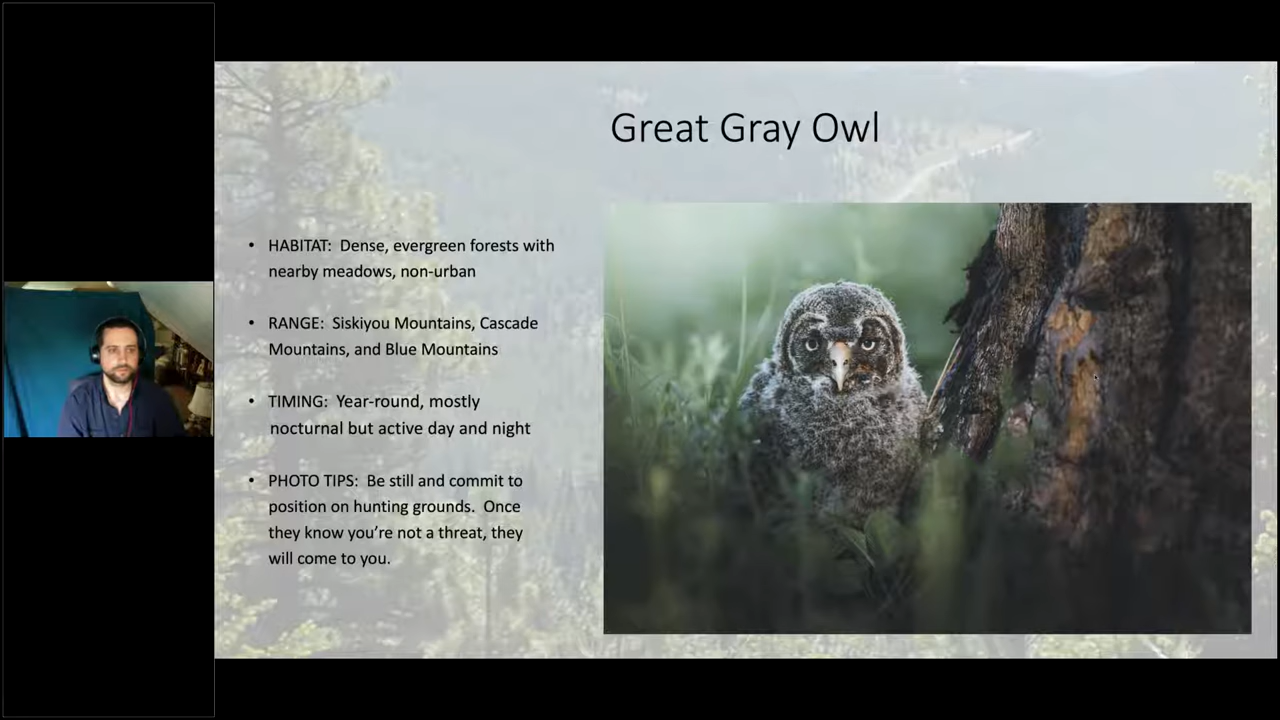 Great Gray Owl
• HABITAT: Dense, evergreen forests with
nearby meadows, non-urban
• RANGE: Siskiyou Mountains, Cascade
Mountains, and Blue Mountains
• TIMING: Year-round, mostly
nocturnal but active day and night
• PHOTO TIPS: Be still and commit to
position on hunting grounds. Once
they know you’re not a threat, they
will come to you.